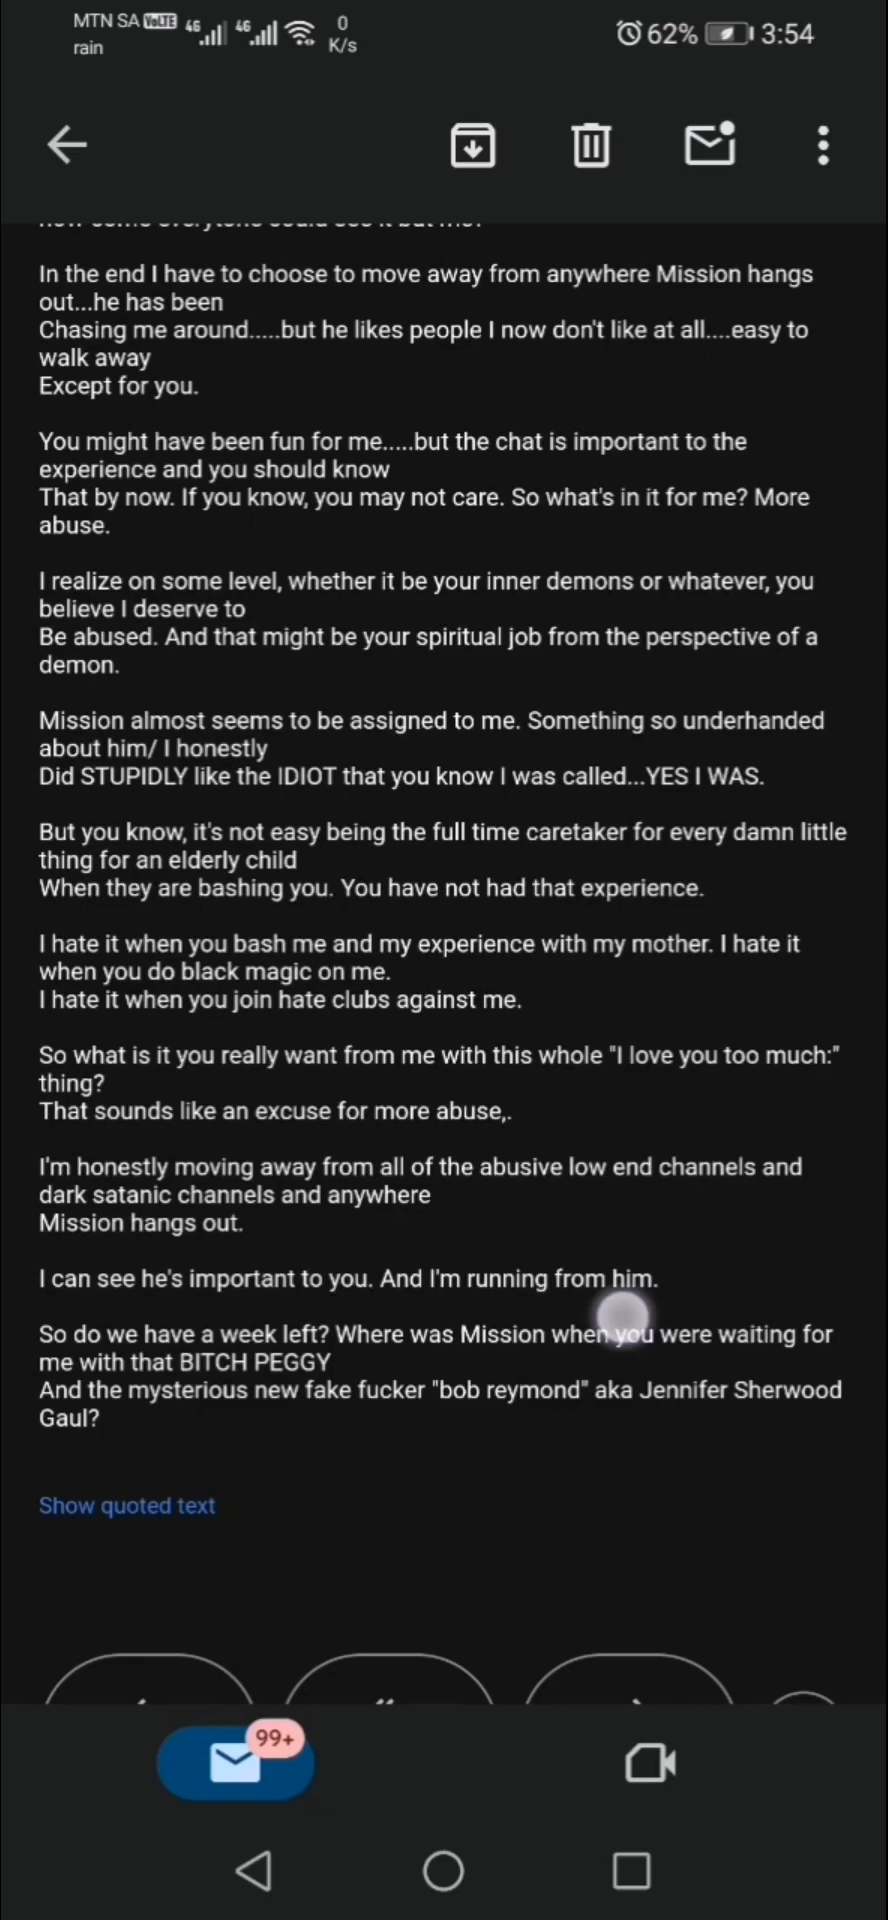 MTN SA VoLTE 4G 4G 0 62% 3:54
rain K/s
In the end I have to choose to move away from anywhere Mission hangs
out...he has been
Chasing me around.....but he likes people I now don't like at all....easy to
walk away
Except for you.
You might have been fun for me.....but the chat is important to the
experience and you should know
That by now. If you know, you may not care. So what's in it for me? More
abuse.
I realize on some level, whether it be your inner demons or whatever, you
believe I deserve to
Be abused. And that might be your spiritual job from the perspective of a
demon.
Mission almost seems to be assigned to me. Something so underhanded
about him/ I honestly
Did STUPIDLY like the IDIOT that you know I was called...YES I WAS.
But you know, it's not easy being the full time caretaker for every damn little
thing for an elderly child
When they are bashing you. You have not had that experience.
I hate it when you bash me and my experience with my mother. I hate it
when you do black magic on me.
I hate it when you join hate clubs against me.
So what is it you really want from me with this whole "I love you too much:"
thing?
That sounds like an excuse for more abuse,.
I'm honestly moving away from all of the abusive low end channels and
dark satanic channels and anywhere
Mission hangs out.
I can see he's important to you. And I'm running from him.
So do we have a week left? Where was Mission when you were waiting for
me with that BITCH PEGGY
And the mysterious new fake fucker "bob reymond" aka Jennifer Sherwood
Gaul?
Show quoted text
99+